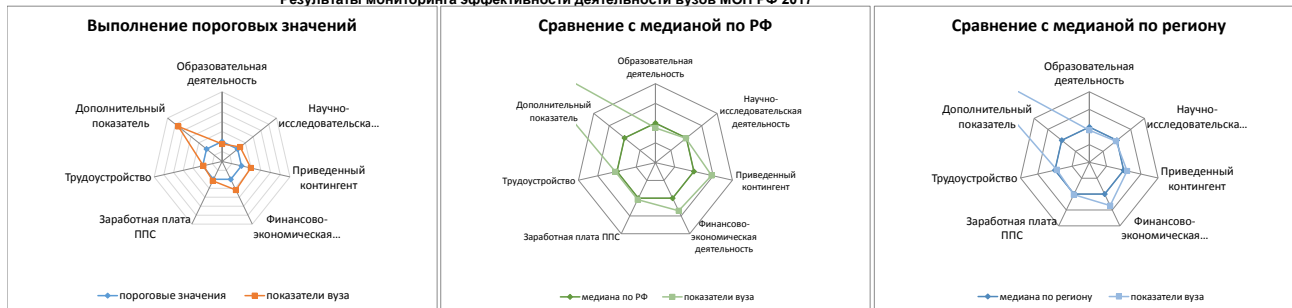 Результаты мониторинга эффективности деятельности вузов МОН РФ 2017
Выполнение пороговых значений
Образовательная
деятельность
Дополнительный
показатель
Научно-
исследовательска...
Трудоустройство
Приведенный
контингент
Заработная плата
ППС
Финансово-
экономическая...
пороговые значения
показатели вуза
Сравнение с медианой по РФ
Образовательная
деятельность
Дополнительный
показатель
Научно-
исследовательская
деятельность
Трудоустройство
Приведенный
контингент
Заработная плата ППС
Финансово-
экономическая
деятельность
медиана по РФ
показатели вуза
Сравнение с медианой по региону
Образовательная
деятельность
Дополнительный
показатель
Научно-
исследовательска...
Трудоустройство
Приведенный
контингент
Заработная плата
ППС
Финансово-
экономическая...
медиана по региону
показатели вуза